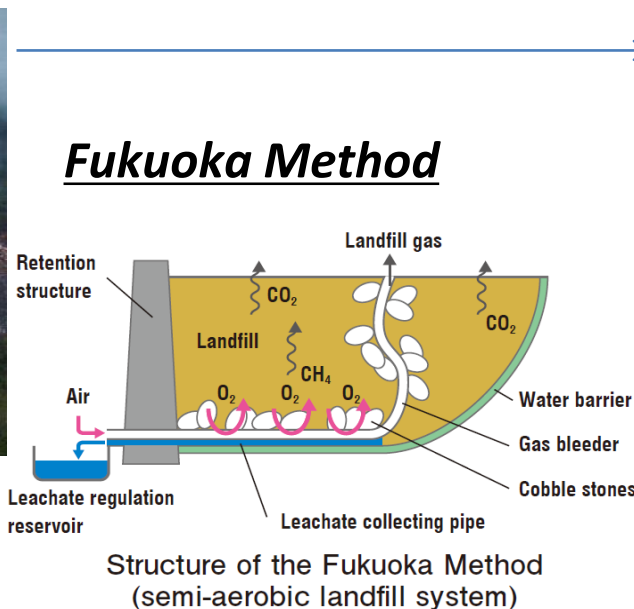 Fukuoka Method
Landfill gas
Retention
structure
CO₂
CO₂
Landfill
CH₄
O₂
O₂
O₂
Air
Water barrier
Gas bleeder
Cobble stones
Leachate regulation
reservoir
Leachate collecting pipe
Structure of the Fukuoka Method
(semi-aerobic landfill system)